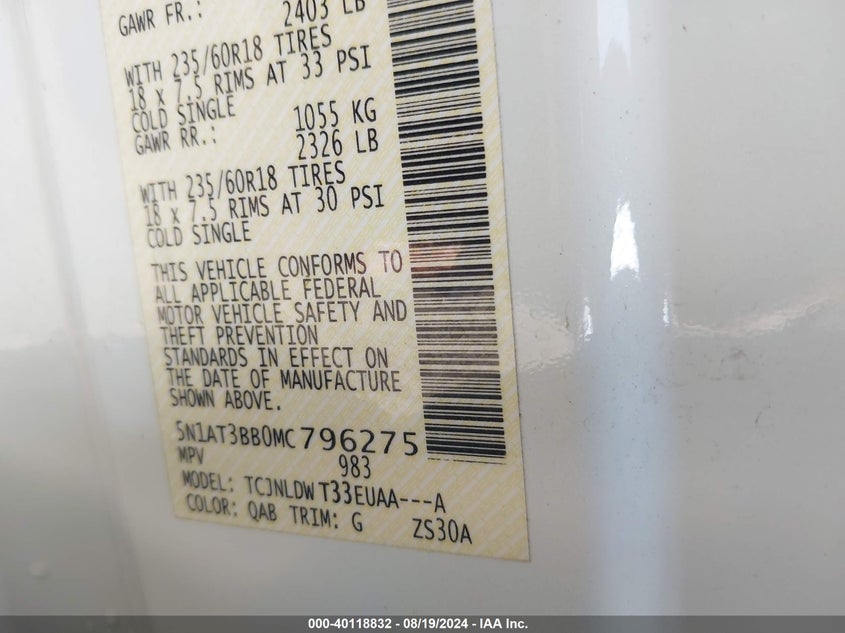 GAWR FR.: 2403 LB
WITH 235/60R18 TIRES
18 x 7.5 RIMS AT 33 PSI
COLD SINGLE
1055 KG
GAWR RR.: 2326 LB
WITH 235/60R18 TIRES
18 x 7.5 RIMS AT 30 PSI
COLD SINGLE
THIS VEHICLE CONFORMS TO
ALL APPLICABLE FEDERAL
MOTOR VEHICLE SAFETY AND
THEFT PREVENTION
STANDARDS IN EFFECT ON
THE DATE OF MANUFACTURE
SHOWN ABOVE.
5N1AT3BB0MC796275
MPV 983
MODEL: TCJNLDW T33EUAA---A
COLOR: QAB TRIM: G ZS30A
000-40118832 - 08/19/2024 - IAA Inc.